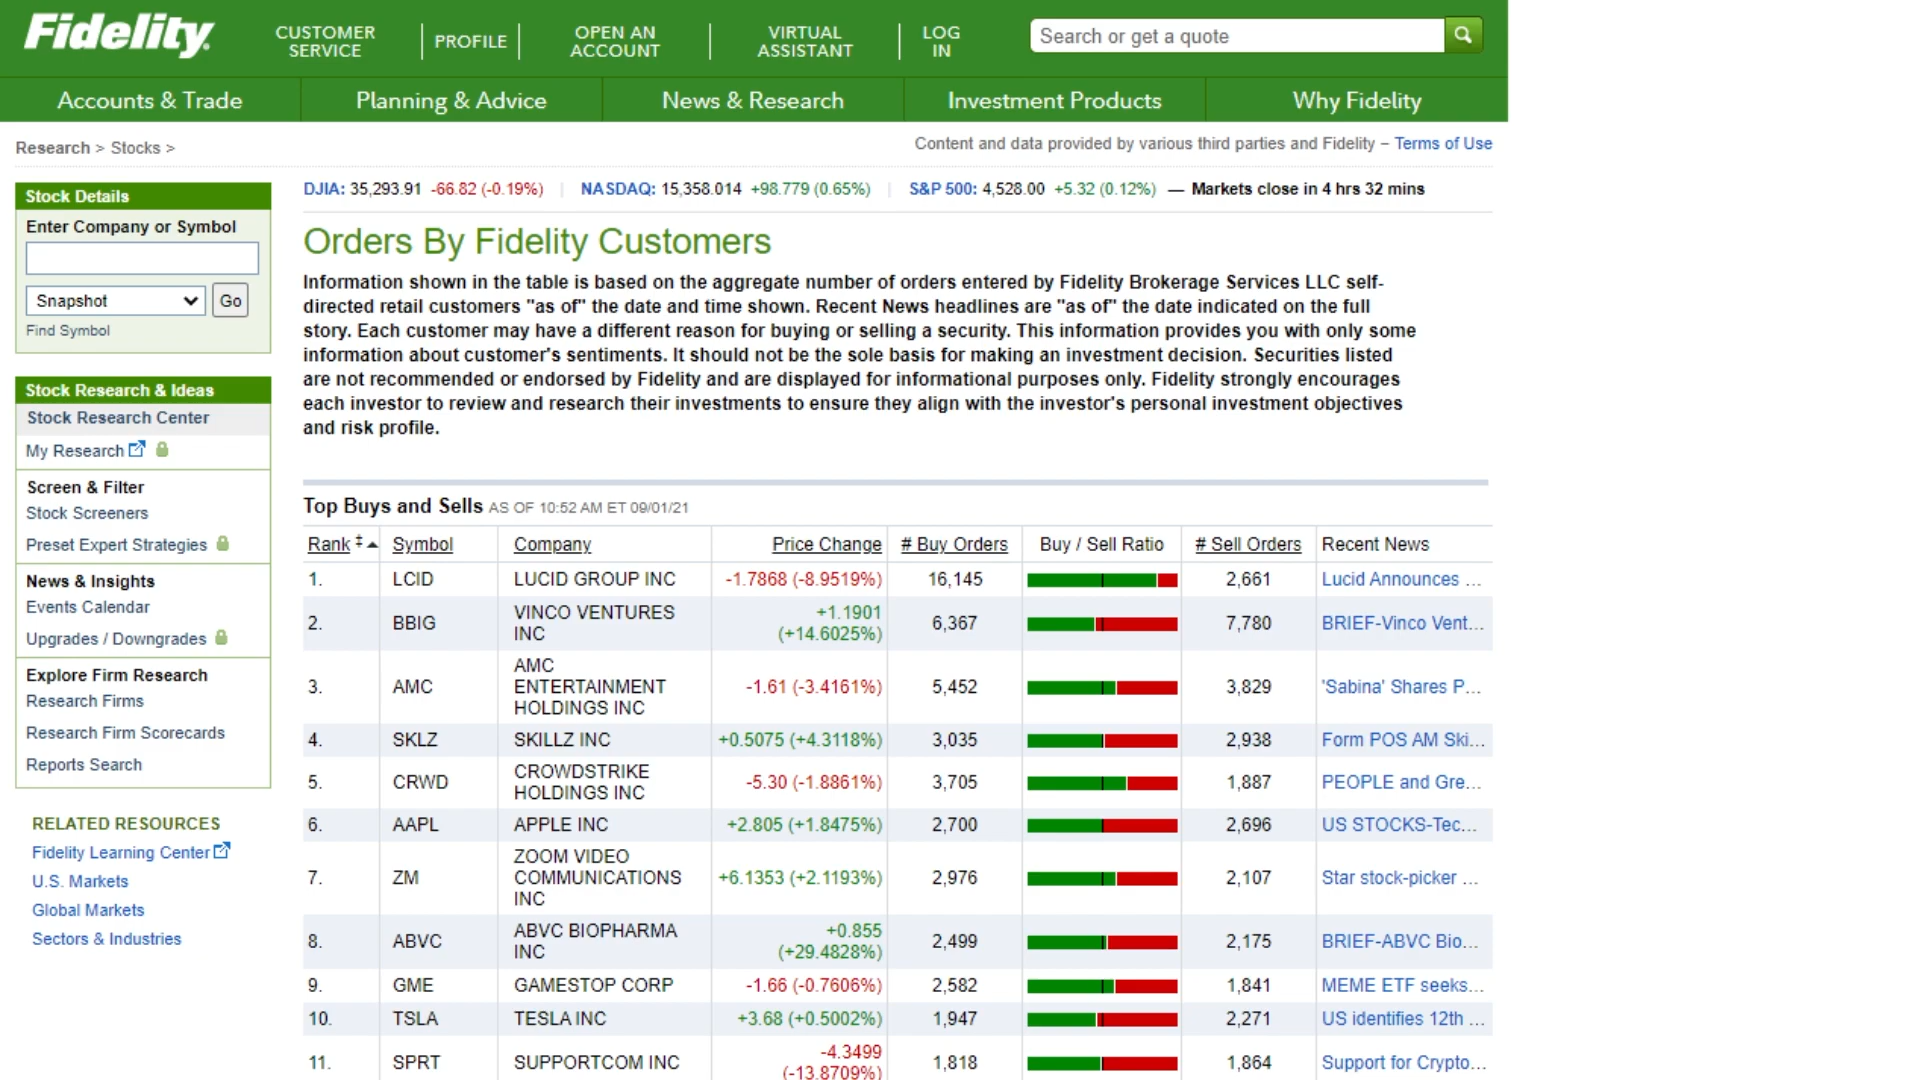 Fidelity
CUSTOMER SERVICE
PROFILE
OPEN AN ACCOUNT
VIRTUAL ASSISTANT
LOG IN
Search or get a quote
Accounts & Trade
Planning & Advice
News & Research
Investment Products
Why Fidelity
Research > Stocks >
Content and data provided by various third parties and Fidelity – Terms of Use
Stock Details
Enter Company or Symbol
Snapshot
Go
Find Symbol
Stock Research & Ideas
Stock Research Center
My Research
Screen & Filter
Stock Screeners
Preset Expert Strategies
News & Insights
Events Calendar
Upgrades / Downgrades
Explore Firm Research
Research Firms
Research Firm Scorecards
Reports Search
RELATED RESOURCES
Fidelity Learning Center
U.S. Markets
Global Markets
Sectors & Industries
DJIA: 35,293.91 -66.82 (-0.19%) NASDAQ: 15,358.014 +98.779 (0.65%) S&P 500: 4,528.00 +5.32 (0.12%) — Markets close in 4 hrs 32 mins
Orders By Fidelity Customers
Information shown in the table is based on the aggregate number of orders entered by Fidelity Brokerage Services LLC self-
directed retail customers "as of" the date and time shown. Recent News headlines are "as of" the date indicated on the full
story. Each customer may have a different reason for buying or selling a security. This information provides you with only some
information about customer's sentiments. It should not be the sole basis for making an investment decision. Securities listed
are not recommended or endorsed by Fidelity and are displayed for informational purposes only. Fidelity strongly encourages
each investor to review and research their investments to ensure they align with the investor's personal investment objectives
and risk profile.
Top Buys and Sells AS OF 10:52 AM ET 09/01/21
Rank ‡ Symbol Company Price Change # Buy Orders Buy / Sell Ratio # Sell Orders Recent News
1. LCID LUCID GROUP INC -1.7868 (-8.9519%) 16,145 2,661 Lucid Announces ...
2. BBIG VINCO VENTURES INC +1.1901 (+14.6025%) 6,367 7,780 BRIEF-Vinco Vent...
3. AMC AMC ENTERTAINMENT HOLDINGS INC -1.61 (-3.4161%) 5,452 3,829 'Sabina' Shares P...
4. SKLZ SKILLZ INC +0.5075 (+4.3118%) 3,035 2,938 Form POS AM Ski...
5. CRWD CROWDSTRIKE HOLDINGS INC -5.30 (-1.8861%) 3,705 1,887 PEOPLE and Gre...
6. AAPL APPLE INC +2.805 (+1.8475%) 2,700 2,696 US STOCKS-Tec...
7. ZM ZOOM VIDEO COMMUNICATIONS INC +6.1353 (+2.1193%) 2,976 2,107 Star stock-picker ...
8. ABVC ABVC BIOPHARMA INC +0.855 (+29.4828%) 2,499 2,175 BRIEF-ABVC Bio...
9. GME GAMESTOP CORP -1.66 (-0.7606%) 2,582 1,841 MEME ETF seeks...
10. TSLA TESLA INC +3.68 (+0.5002%) 1,947 2,271 US identifies 12th ...
11. SPRT SUPPORTCOM INC -4.3499 (-13.8709%) 1,818 1,864 Support for Crypto...